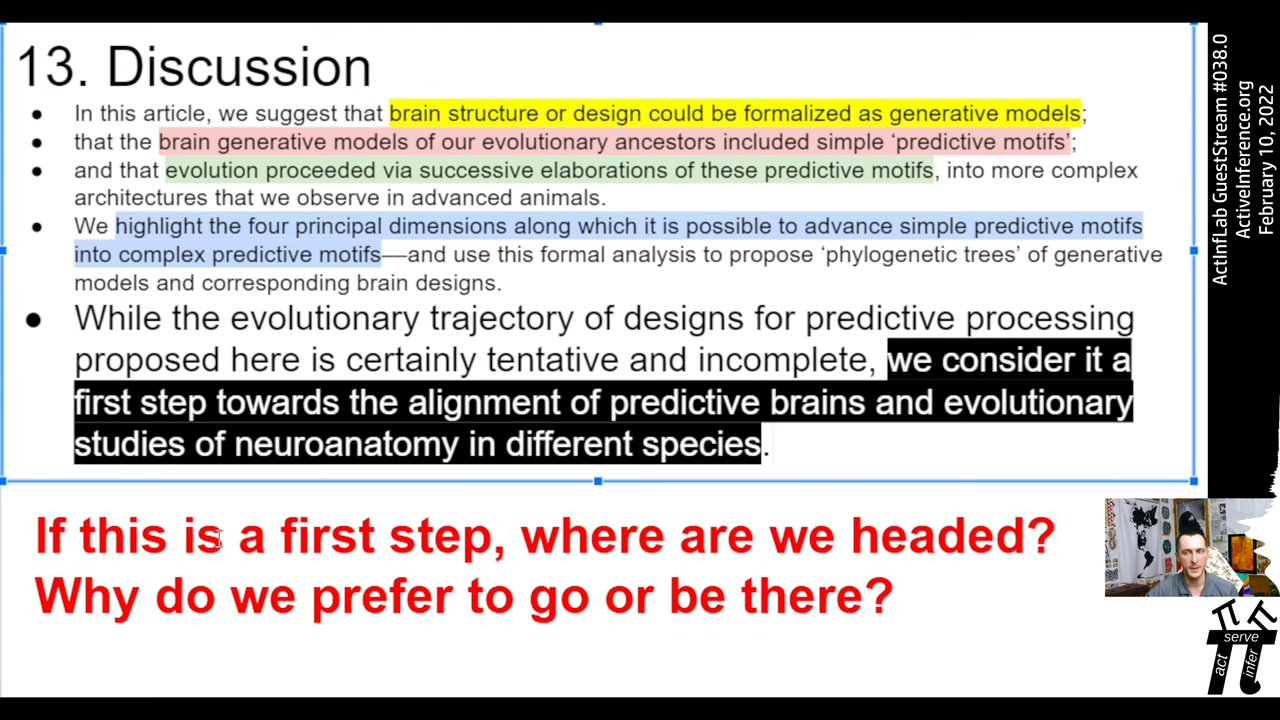 13. Discussion
● In this article, we suggest that brain structure or design could be formalized as generative models;
● that the brain generative models of our evolutionary ancestors included simple ‘predictive motifs’;
● and that evolution proceeded via successive elaborations of these predictive motifs, into more complex
architectures that we observe in advanced animals.
● We highlight the four principal dimensions along which it is possible to advance simple predictive motifs
into complex predictive motifs—and use this formal analysis to propose ‘phylogenetic trees’ of generative
models and corresponding brain designs.
● While the evolutionary trajectory of designs for predictive processing
proposed here is certainly tentative and incomplete, we consider it a
first step towards the alignment of predictive brains and evolutionary
studies of neuroanatomy in different species.
If this is a first step, where are we headed?
Why do we prefer to go or be there?
ActInfLab GuestStream #038.0
ActiveInference.org
February 10, 2022
serve
act
infer